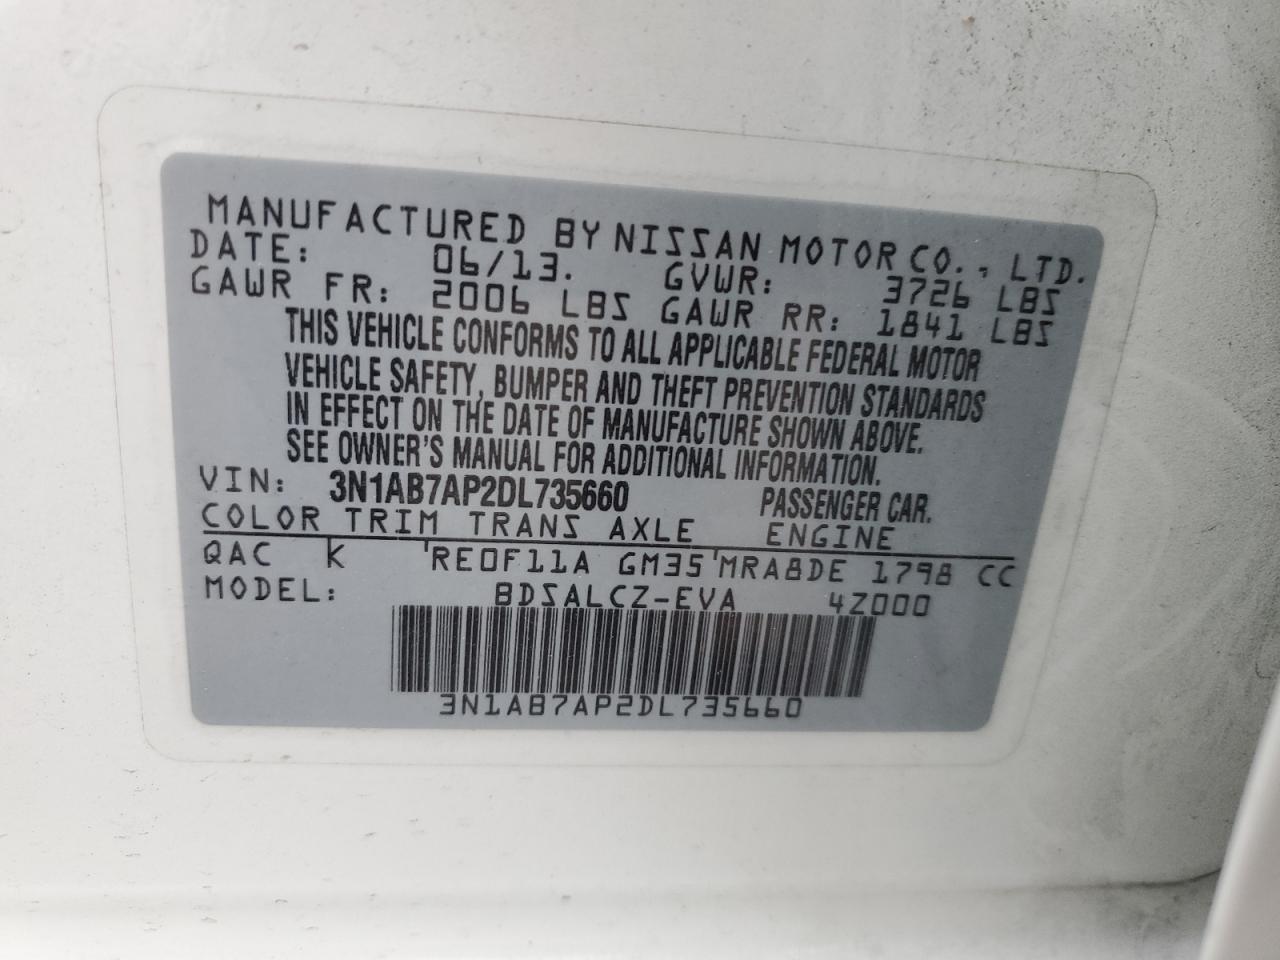 MANUFACTURED BY NISSAN MOTOR CO., LTD.
DATE: 06/13. GVWR: 3726 LBS
GAWR FR: 2006 LBS GAWR RR: 1841 LBS
THIS VEHICLE CONFORMS TO ALL APPLICABLE FEDERAL MOTOR
VEHICLE SAFETY, BUMPER AND THEFT PREVENTION STANDARDS
IN EFFECT ON THE DATE OF MANUFACTURE SHOWN ABOVE.
SEE OWNER'S MANUAL FOR ADDITIONAL INFORMATION.
VIN: 3N1AB7AP2DL735660 PASSENGER CAR.
COLOR TRIM TRANS AXLE ENGINE
QAC K RE0F11A GM35 MRA8DE 1798 CC
MODEL: BDSALCZ-EVA 4Z000
3N1AB7AP2DL735660